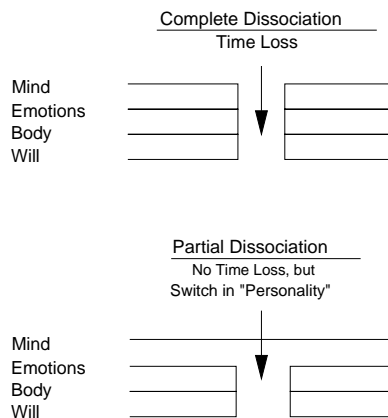 Complete Dissociation
Time Loss
Mind
Emotions
Body
Will
Partial Dissociation
No Time Loss, but
Switch in "Personality"
Mind
Emotions
Body
Will